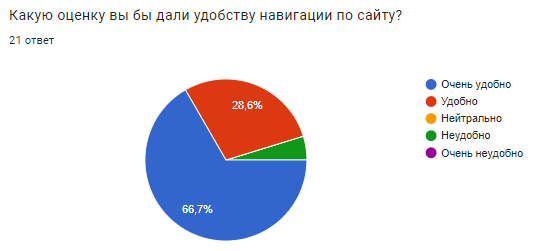 Какую оценку вы бы дали удобству навигации по сайту?
21 ответ
28,6%
66,7%
Очень удобно
Удобно
Нейтрально
Неудобно
Очень неудобно